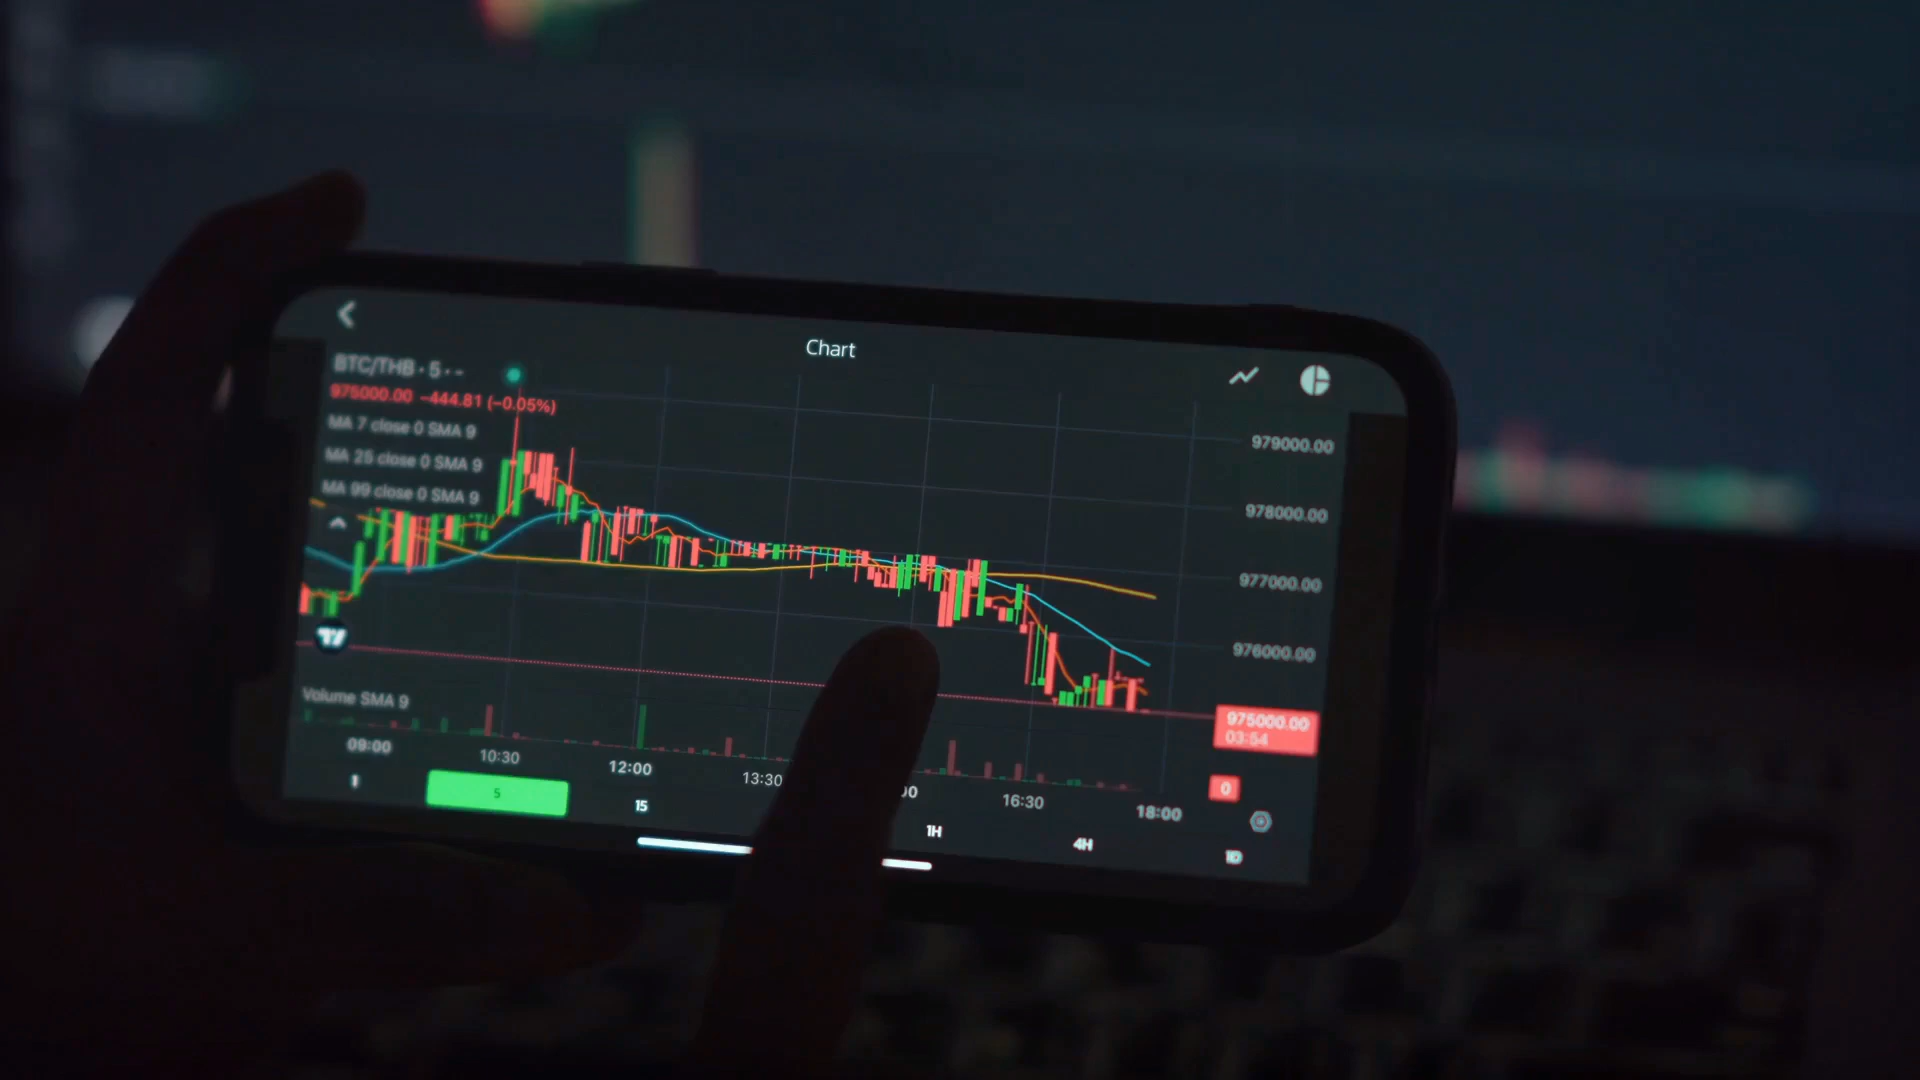 Chart
BTC/THB · 5 · -
975000.00 -444.81 (-0.05%)
MA 7 close 0 SMA 9
MA 25 close 0 SMA 9
MA 99 close 0 SMA 9
979000.00
978000.00
977000.00
976000.00
975000.00
03:54
Volume SMA 9
0
09:00 10:30 12:00 13:30 00 16:30 18:00
1 5 15 1H 4H 1D